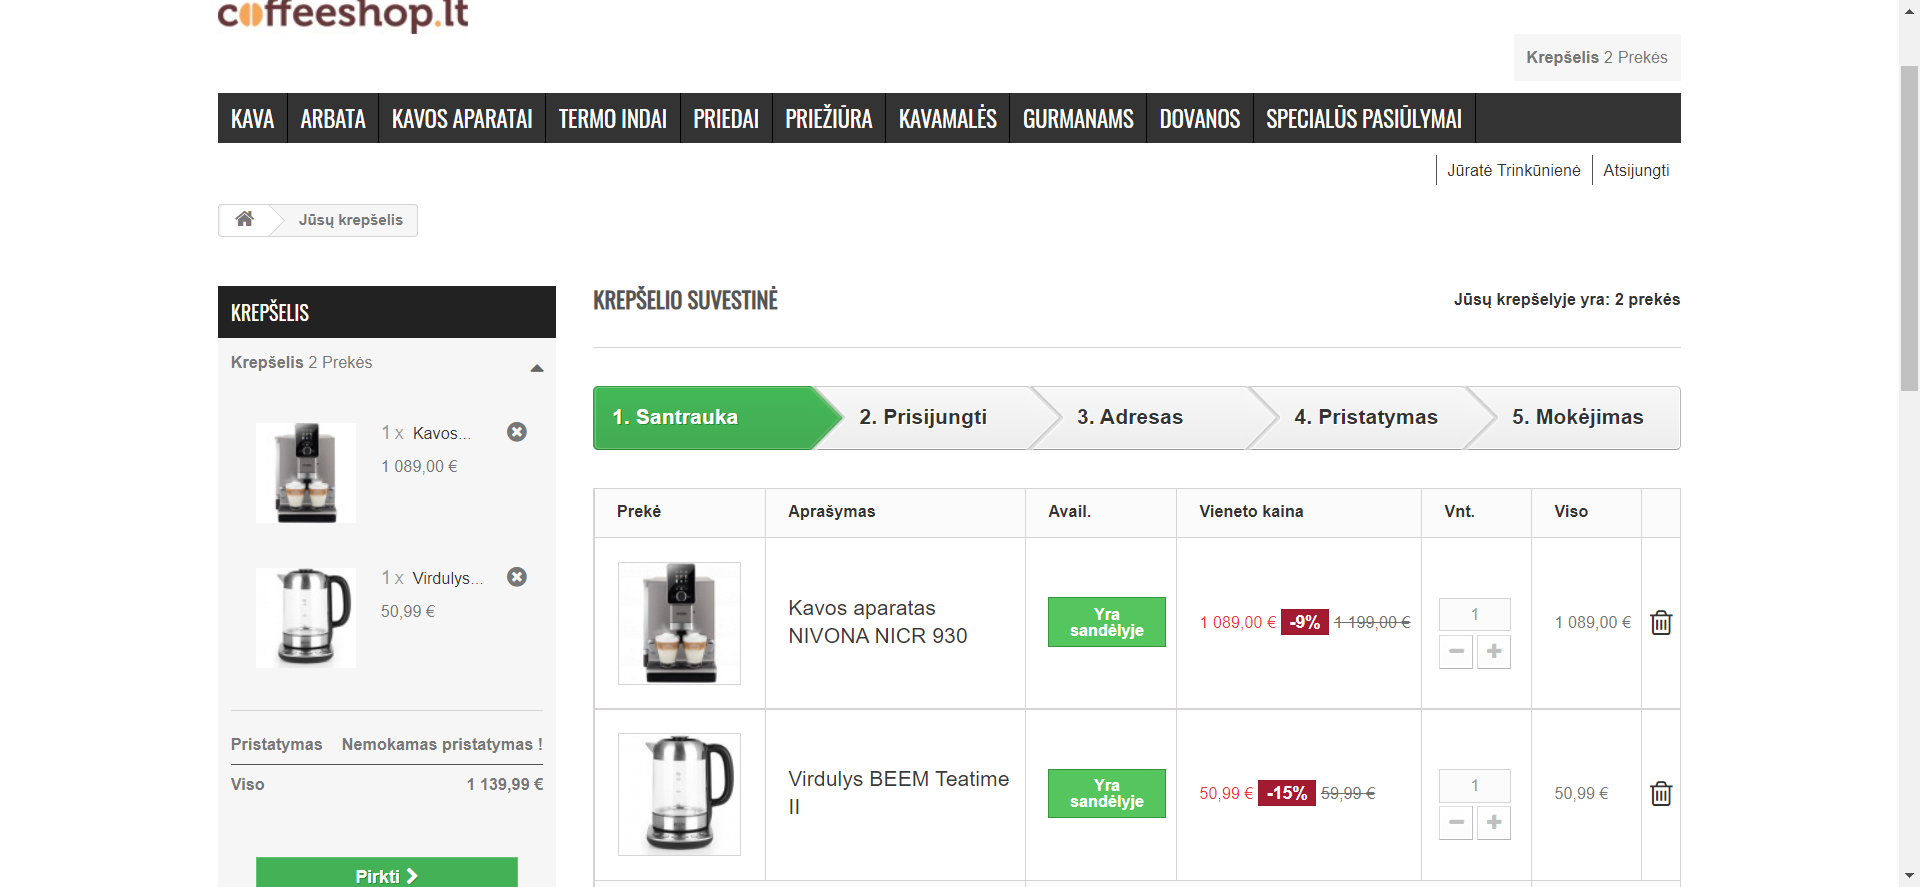 coffeeshop.lt
Krepšelis 2 Prekės
KAVA ARBATA KAVOS APARATAI TERMO INDAI PRIEDAI PRIEŽIŪRA KAVAMALĖS GURMANAMS DOVANOS SPECIALŪS PASIŪLYMAI
Jūratė Trinkūnienė Atsijungti
Jūsų krepšelis
KREPŠELIS
Krepšelis 2 Prekės
1 x Kavos...
1 089,00 €
1 x Virdulys...
50,99 €
Pristatymas Nemokamas pristatymas !
Viso 1 139,99 €
Pirkti
KREPŠELIO SUVESTINĖ
Jūsų krepšelyje yra: 2 prekės
1. Santrauka 2. Prisijungti 3. Adresas 4. Pristatymas 5. Mokėjimas
Prekė Aprašymas Avail. Vieneto kaina Vnt. Viso
Kavos aparatas
NIVONA NICR 930
Yra
sandėlyje
1 089,00 € -9% 1 199,00 €
1
1 089,00 €
Virdulys BEEM Teatime
II
Yra
sandėlyje
50,99 € -15% 59,99 €
1
50,99 €